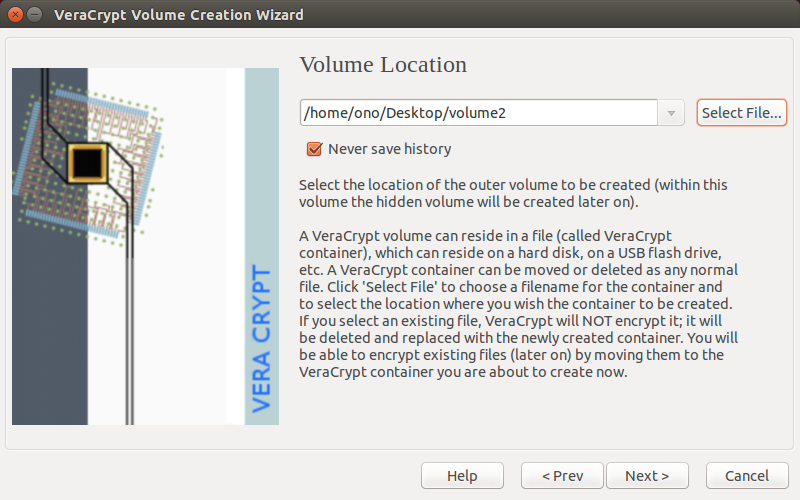 VeraCrypt Volume Creation Wizard
Volume Location
/home/ono/Desktop/volume2
Select File...
Never save history
Select the location of the outer volume to be created (within this
volume the hidden volume will be created later on).
A VeraCrypt volume can reside in a file (called VeraCrypt
container), which can reside on a hard disk, on a USB flash drive,
etc. A VeraCrypt container can be moved or deleted as any normal
file. Click 'Select File' to choose a filename for the container and
to select the location where you wish the container to be created.
If you select an existing file, VeraCrypt will NOT encrypt it; it will
be deleted and replaced with the newly created container. You will
be able to encrypt existing files (later on) by moving them to the
VeraCrypt container you are about to create now.
VERA CRYPT
Help
< Prev
Next >
Cancel